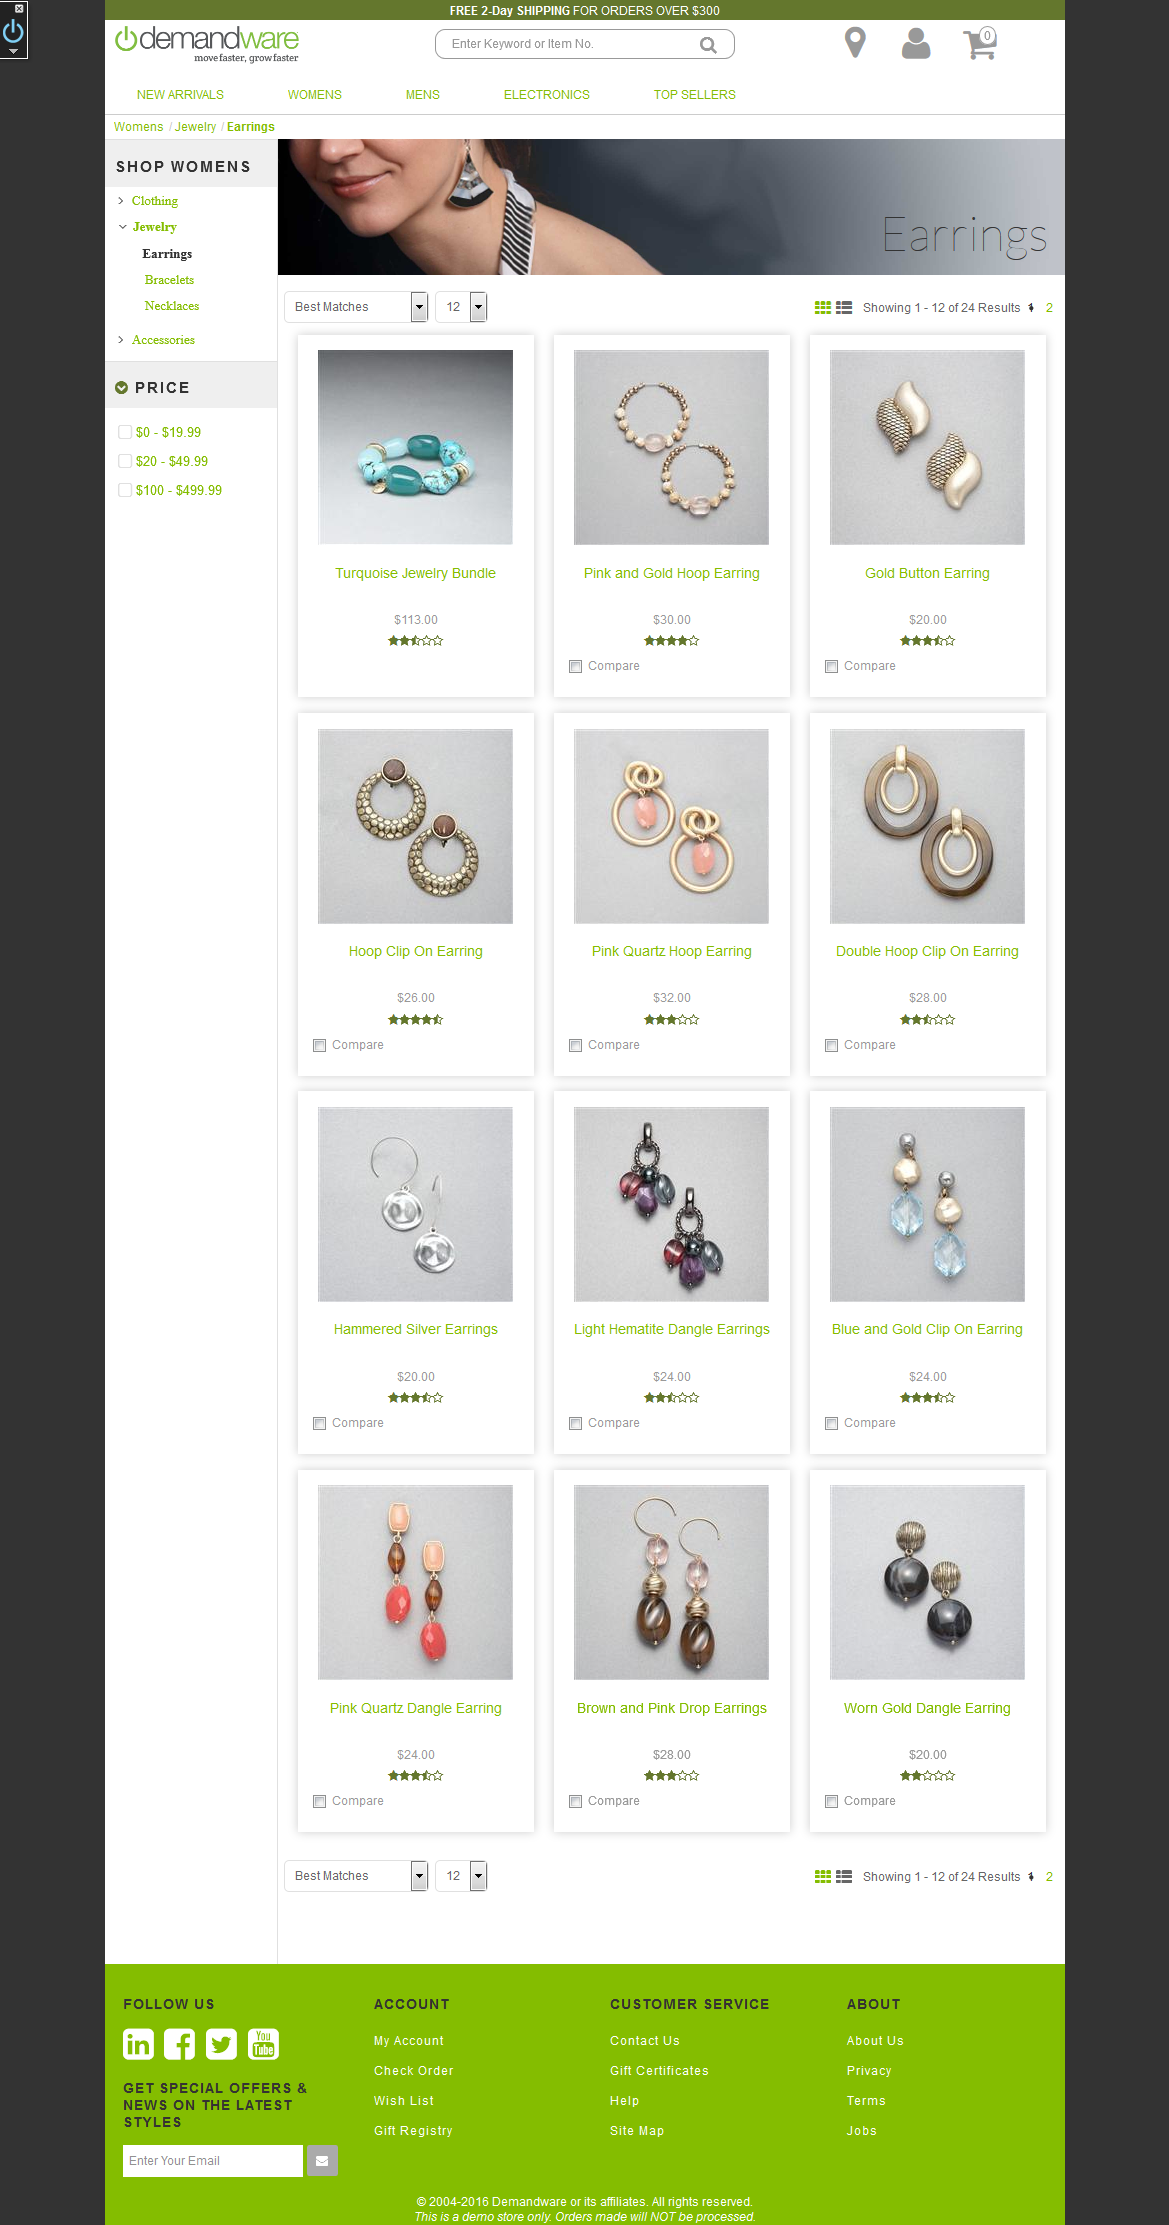 FREE 2-Day SHIPPING FOR ORDERS OVER $300
demandware
move faster, grow faster
Enter Keyword or Item No.
0
NEW ARRIVALS WOMENS MENS ELECTRONICS TOP SELLERS
Womens / Jewelry / Earrings
SHOP WOMENS
Clothing
Jewelry
Earrings
Bracelets
Necklaces
Accessories
PRICE
$0 - $19.99
$20 - $49.99
$100 - $499.99
Earrings
Best Matches 12 Showing 1 - 12 of 24 Results 1 2
Turquoise Jewelry Bundle Pink and Gold Hoop Earring Gold Button Earring
$113.00 $30.00 $20.00
Compare Compare
Hoop Clip On Earring Pink Quartz Hoop Earring Double Hoop Clip On Earring
$26.00 $32.00 $28.00
Compare Compare Compare
Hammered Silver Earrings Light Hematite Dangle Earrings Blue and Gold Clip On Earring
$20.00 $24.00 $24.00
Compare Compare Compare
Pink Quartz Dangle Earring Brown and Pink Drop Earrings Worn Gold Dangle Earring
$24.00 $28.00 $20.00
Compare Compare Compare
Best Matches 12 Showing 1 - 12 of 24 Results 1 2
FOLLOW US
in f You Tube
GET SPECIAL OFFERS &
NEWS ON THE LATEST
STYLES
Enter Your Email
ACCOUNT
My Account
Check Order
Wish List
Gift Registry
CUSTOMER SERVICE
Contact Us
Gift Certificates
Help
Site Map
ABOUT
About Us
Privacy
Terms
Jobs
© 2004-2016 Demandware or its affiliates. All rights reserved.
This is a demo store only. Orders made will NOT be processed.